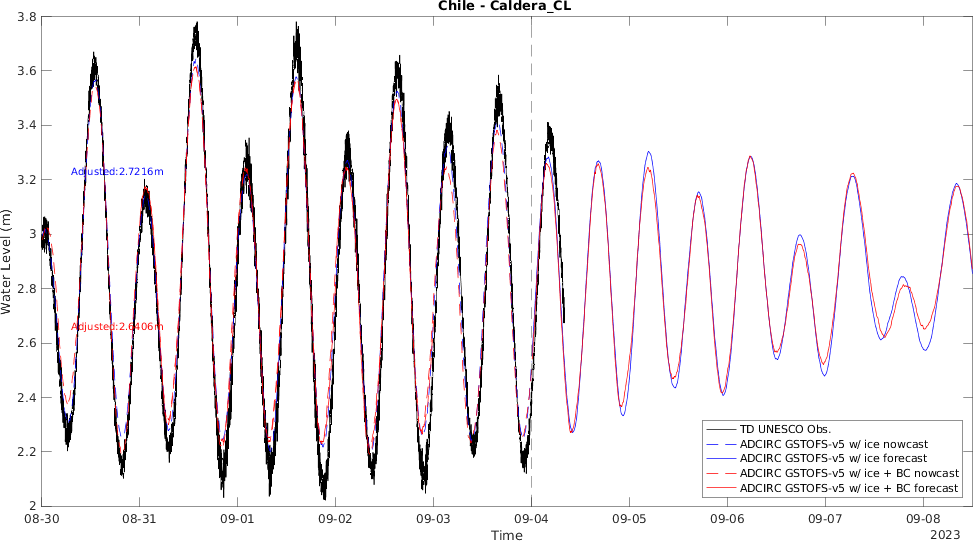 Chile - Caldera_CL
3.8
3.6
3.4
3.2
3
2.8
2.6
2.4
2.2
2
Water Level (m)
Adjusted:2.7216m
Adjusted:2.6406m
TD UNESCO Obs.
ADCIRC GSTOFS-v5 w/ ice nowcast
ADCIRC GSTOFS-v5 w/ ice forecast
ADCIRC GSTOFS-v5 w/ ice + BC nowcast
ADCIRC GSTOFS-v5 w/ ice + BC forecast
08-30 08-31 09-01 09-02 09-03 09-04 09-05 09-06 09-07 09-08
Time
2023